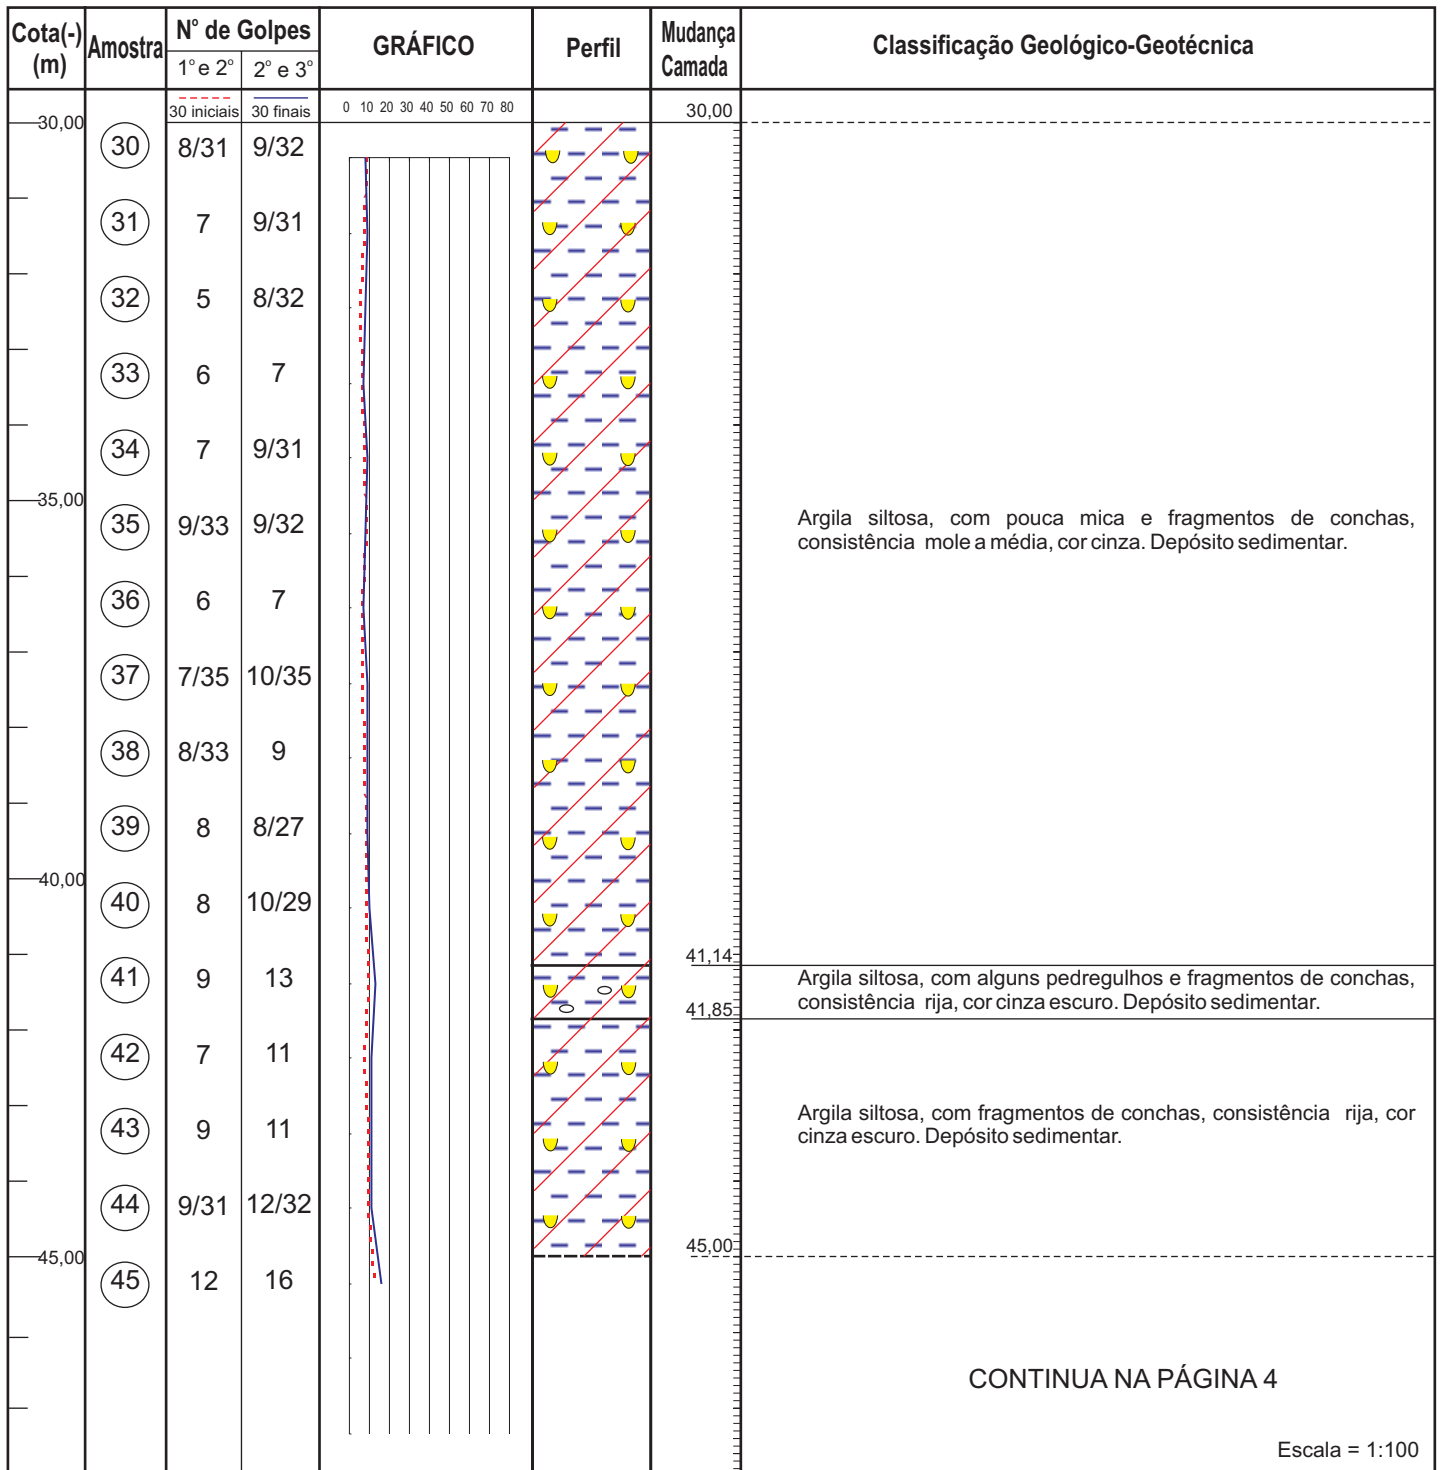 Cota(-)
(m)
Amostra
N° de Golpes
1° e 2°
2° e 3°
GRÁFICO
Perfil
Mudança
Camada
Classificação Geológico-Geotécnica
30 iniciais
30 finais
0 10 20 30 40 50 60 70 80
30,00
30,00
30 8/31 9/32
31 7 9/31
32 5 8/32
33 6 7
34 7 9/31
35,00
35 9/33 9/32
Argila siltosa, com pouca mica e fragmentos de conchas,
consistência mole a média, cor cinza. Depósito sedimentar.
36 6 7
37 7/35 10/35
38 8/33 9
39 8 8/27
40,00
40 8 10/29
41,14
41 9 13
Argila siltosa, com alguns pedregulhos e fragmentos de conchas,
consistência rija, cor cinza escuro. Depósito sedimentar.
41,85
42 7 11
43 9 11
Argila siltosa, com fragmentos de conchas, consistência rija, cor
cinza escuro. Depósito sedimentar.
44 9/31 12/32
45,00
45,00
45 12 16
CONTINUA NA PÁGINA 4
Escala = 1:100